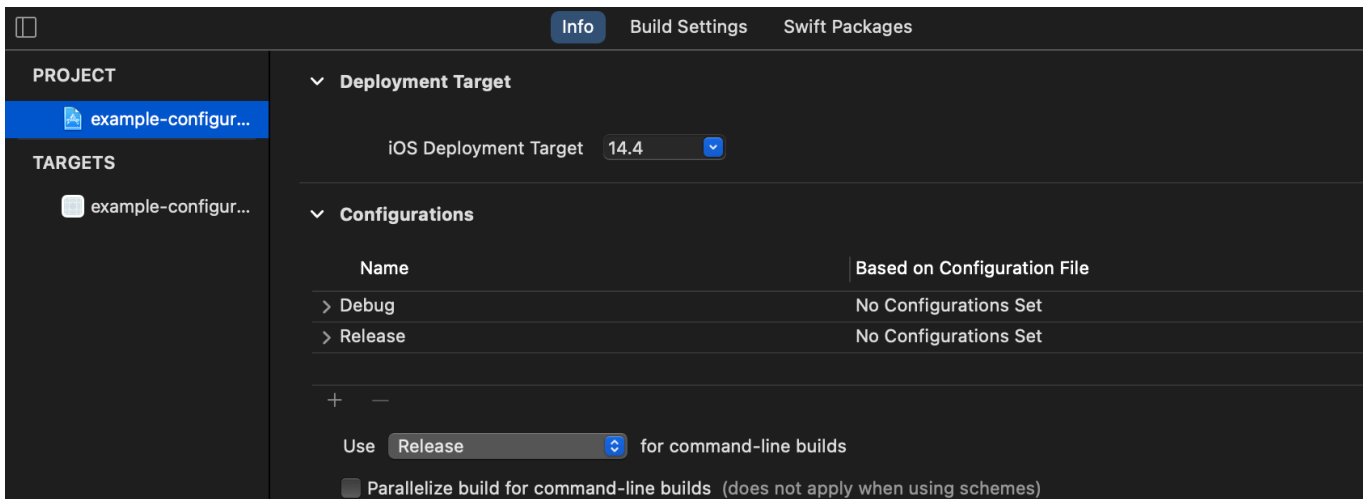 Info Build Settings Swift Packages
PROJECT
example-configur...
TARGETS
example-configur...
Deployment Target
iOS Deployment Target 14.4
Configurations
Name Based on Configuration File
Debug No Configurations Set
Release No Configurations Set
+ —
Use Release for command-line builds
Parallelize build for command-line builds (does not apply when using schemes)